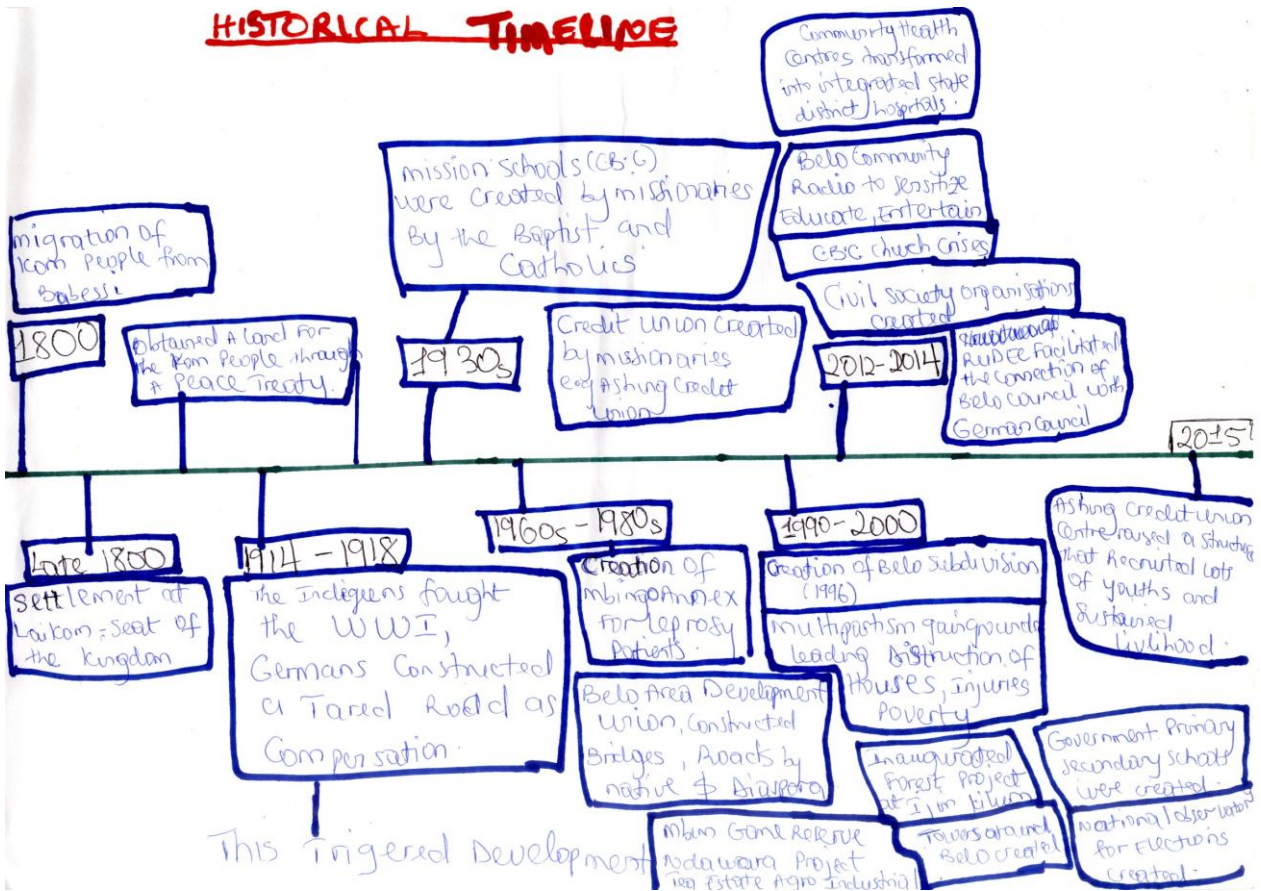 HISTORICAL TIMELINE
Community Health
Centres transformed
into integrated state
district hospitals.
mission schools (CBC)
were created by missionaries
By the Baptist and
Catholics
Belo Community
Radio to sensitize
Educate, Entertain
CBC church crises
Civil society organisations
created
migration of
Kom People from
Babessi
1800
Obtained A land For
the Kom People through
A Peace Treaty.
1930s
Credit Union Crearted
by missionaries
eg Ashing Credit
Union
2012-2014
RUDEC Facilitated
the Connection of
Belo Council with
German Council
2015
Late 1800
Settlement at
Laikom = Seat of
the kingdom
1914 - 1918
The Indegiens fought
the WWI,
Germans Constructed
a Tared Road as
Compensation.
This Trigered Development
1960s - 1980s
Creation of
mbingo Annex
For leprosy
Patients.
Belo Area Development
Union, Constructed
Bridges, Roads by
native & Diaspora
mbim Game Reserve
Ndawara Project
Tea Estate Agro Industrial
1990-2000
Creation of Belo Subdivision
(1996)
multipartism gainground
leading Distruction of
Houses, Injuries
Poverty
Inaugurated
Forest Project
at Ijim
Towers around
Belo created
Ashing Credit Union
Centre raised a Structure
that Recruited lots
of youths and
Sustained
Livlihood.
Government Primary
secondary schools
were created.
National observatory
for Elections
created.